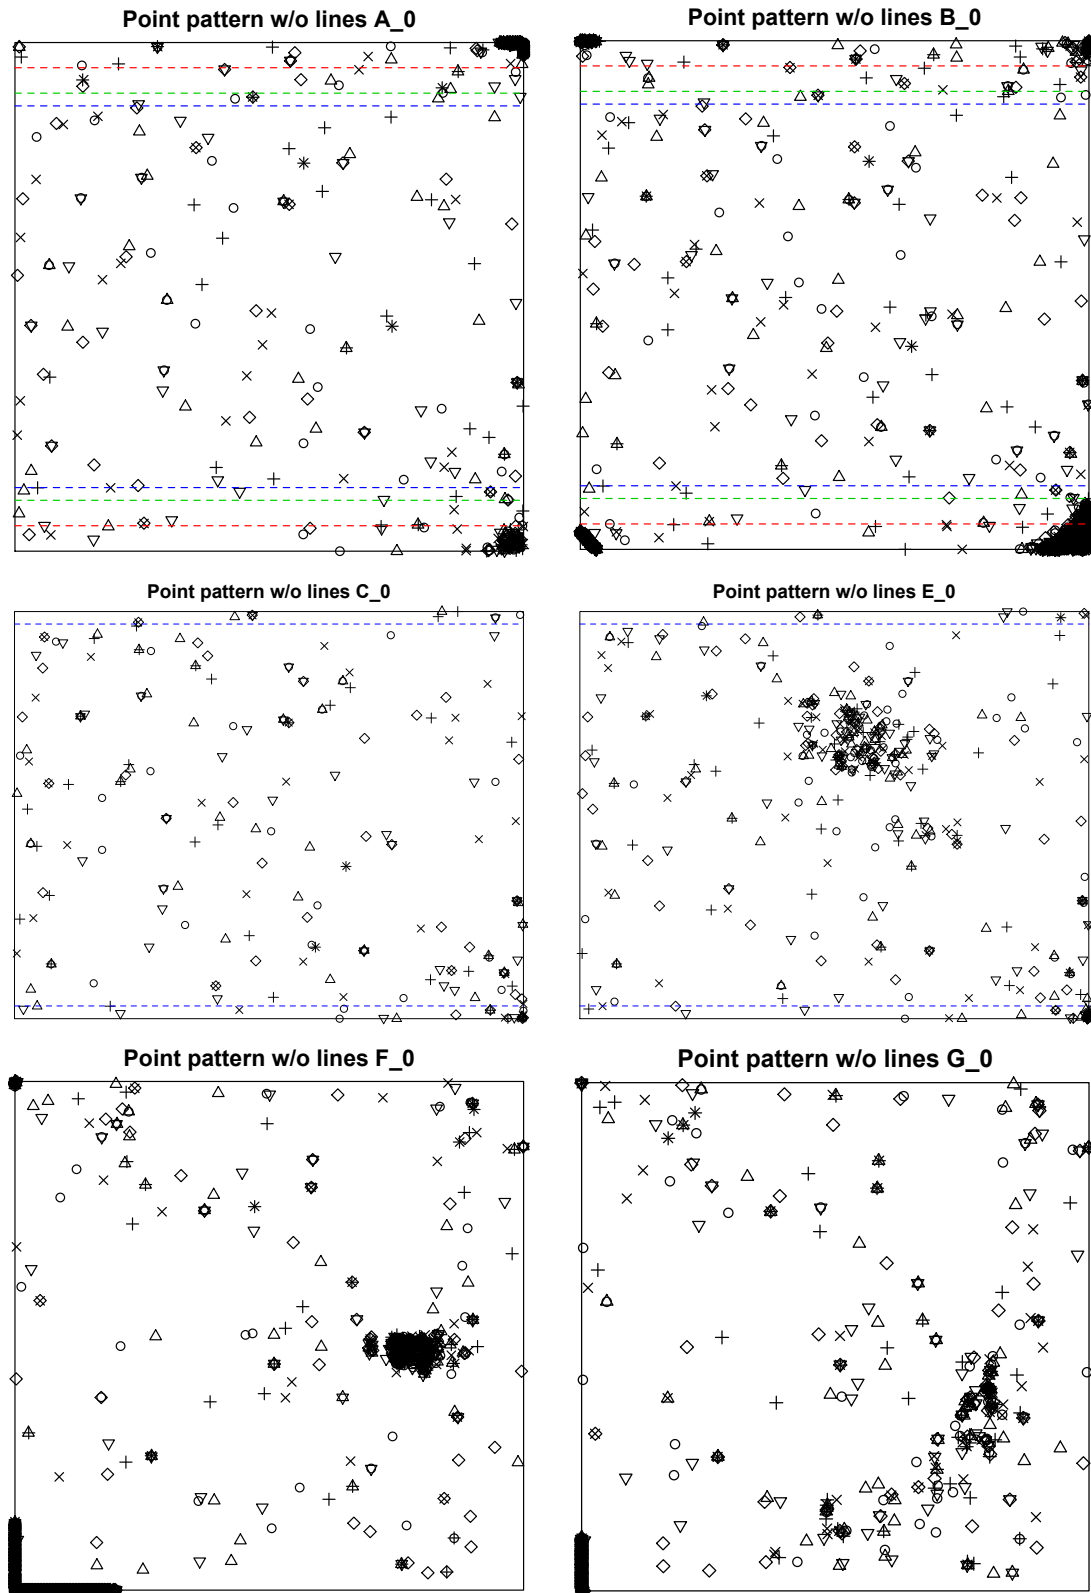 Point pattern w/o lines A_0
Point pattern w/o lines B_0
Point pattern w/o lines C_0
Point pattern w/o lines E_0
Point pattern w/o lines F_0
Point pattern w/o lines G_0